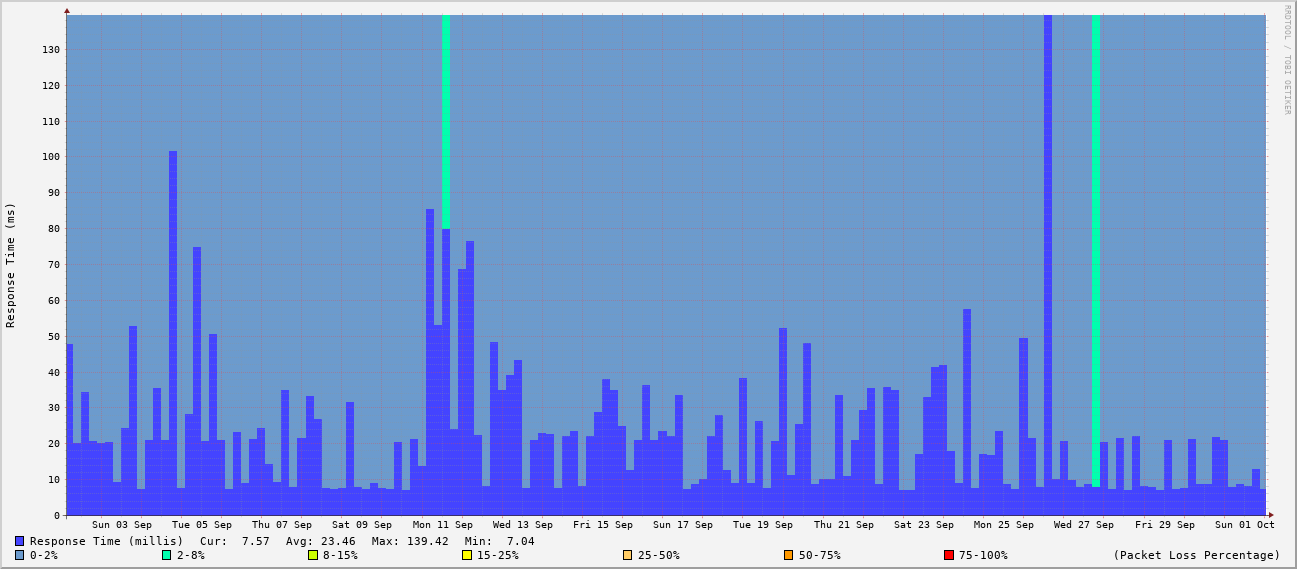 RRDTOOL / TOBI OETIKER
Response Time (ms)
130
120
110
100
90
80
70
60
50
40
30
20
10
0
Sun 03 Sep Tue 05 Sep Thu 07 Sep Sat 09 Sep Mon 11 Sep Wed 13 Sep Fri 15 Sep Sun 17 Sep Tue 19 Sep Thu 21 Sep Sat 23 Sep Mon 25 Sep Wed 27 Sep Fri 29 Sep Sun 01 Oct
Response Time (millis) Cur: 7.57 Avg: 23.46 Max: 139.42 Min: 7.04
0-2% 2-8% 8-15% 15-25% 25-50% 50-75% 75-100% (Packet Loss Percentage)